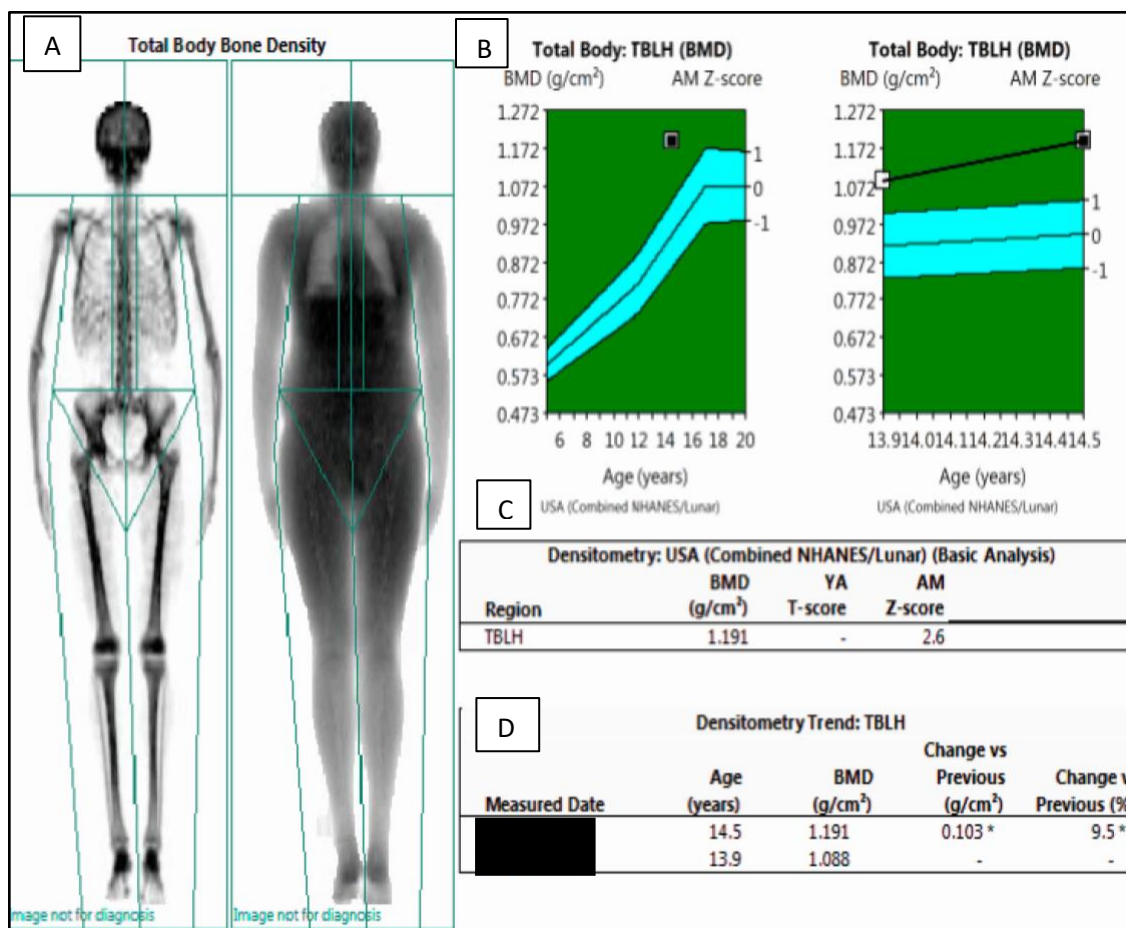 A
Total Body Bone Density
mage not for diagnosis
Image not for diagnosis
B
Total Body: TBLH (BMD)
BMD (g/cm²) AM Z-score
1.272
1.172
1.072
0.972
0.872
0.772
0.672
0.573
0.473
1
0
-1
6 8 10 12 14 16 18 20
Age (years)
USA (Combined NHANES/Lunar)
Total Body: TBLH (BMD)
BMD (g/cm²) AM Z-score
1.272
1.172
1.072
0.972
0.872
0.772
0.672
0.573
0.473
1
0
-1
13.914.014.114.214.314.414.5
Age (years)
USA (Combined NHANES/Lunar)
C
Densitometry: USA (Combined NHANES/Lunar) (Basic Analysis)
BMD YA AM
Region (g/cm²) T-score Z-score
TBLH 1.191 - 2.6
D
Densitometry Trend: TBLH
Change vs
Age BMD Previous Change v
Measured Date (years) (g/cm²) (g/cm²) Previous (%
14.5 1.191 0.103 * 9.5 *
13.9 1.088 - -